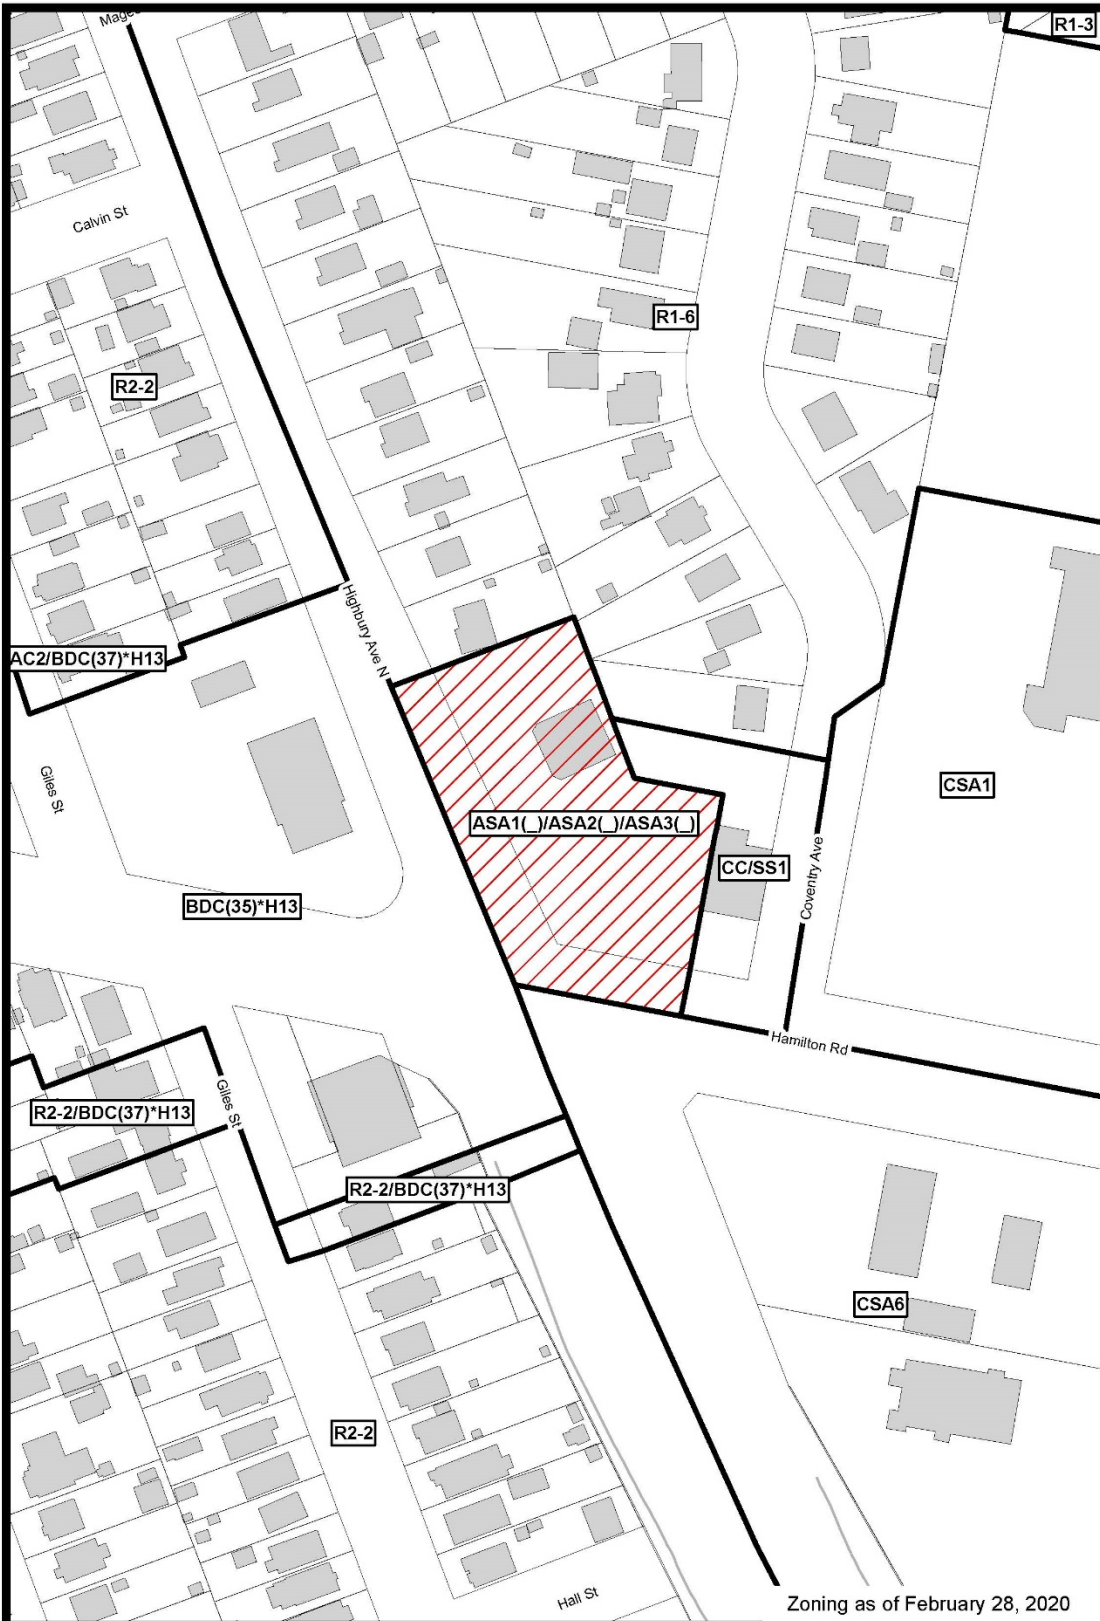 Mage
R1-3
Calvin St
R1-6
R2-2
Highbury Ave N
AC2/BDC(37)*H13
Giles St
CSA1
ASA1(_)/ASA2(_)/ASA3(_)
CC/SS1
Coventry Ave
BDC(35)*H13
Hamilton Rd
Giles St
R2-2/BDC(37)*H13
R2-2/BDC(37)*H13
CSA6
R2-2
Hall St
Zoning as of February 28, 2020